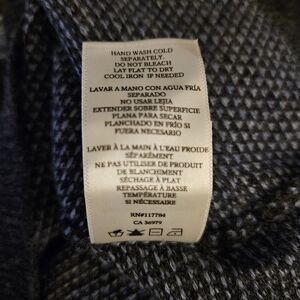 HAND WASH COLD
SEPARATELY
DO NOT BLEACH
LAY FLAT TO DRY
COOL IRON IF NEEDED
LAVAR A MANO CON AGUA FRÍA
SEPARADO
NO USAR LEJIA
EXTENDER SOBRE SUPERFICIE
PLANA PARA SECAR
PLANCHADO EN FRÍO SI
FUERA NECESARIO
LAVER À LA MAIN À L'EAU FROIDE
SÉPARÉMENT
NE PAS UTILISER DE PRODUIT
DE BLANCHIMENT
SÉCHAGE À PLAT
REPASSAGE À BASSE
TEMPÉRATURE
SI NÉCESSAIRE
RN#117784
CA 36979